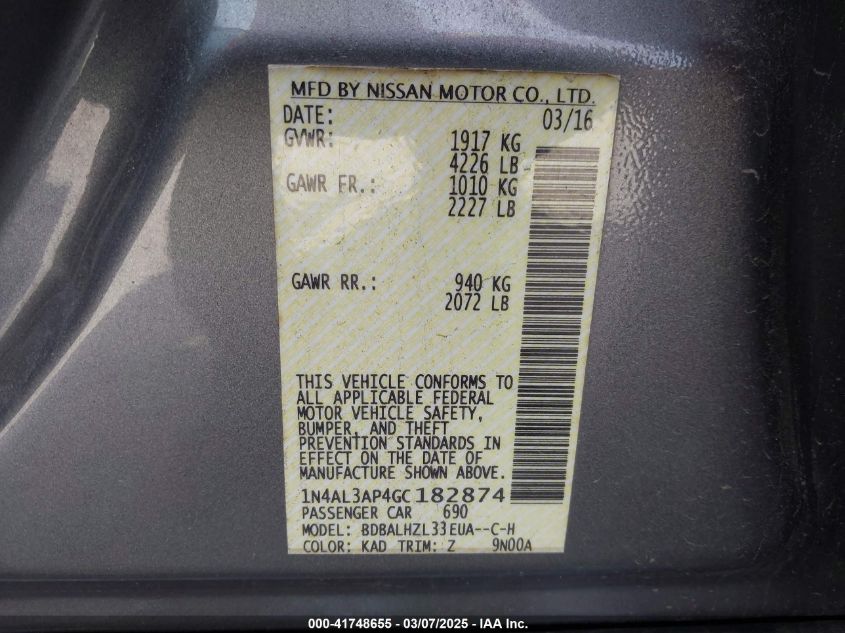 MFD BY NISSAN MOTOR CO., LTD.
DATE: 03/16
GVWR: 1917 KG
4226 LB
GAWR FR.: 1010 KG
2227 LB
GAWR RR.: 940 KG
2072 LB
THIS VEHICLE CONFORMS TO
ALL APPLICABLE FEDERAL
MOTOR VEHICLE SAFETY,
BUMPER, AND THEFT
PREVENTION STANDARDS IN
EFFECT ON THE DATE OF
MANUFACTURE SHOWN ABOVE.
1N4AL3AP4GC182874
PASSENGER CAR 690
MODEL: BDBALHZL33EUA--C-H
COLOR: KAD TRIM: Z 9N00A
000-41748655 - 03/07/2025 - IAA Inc.